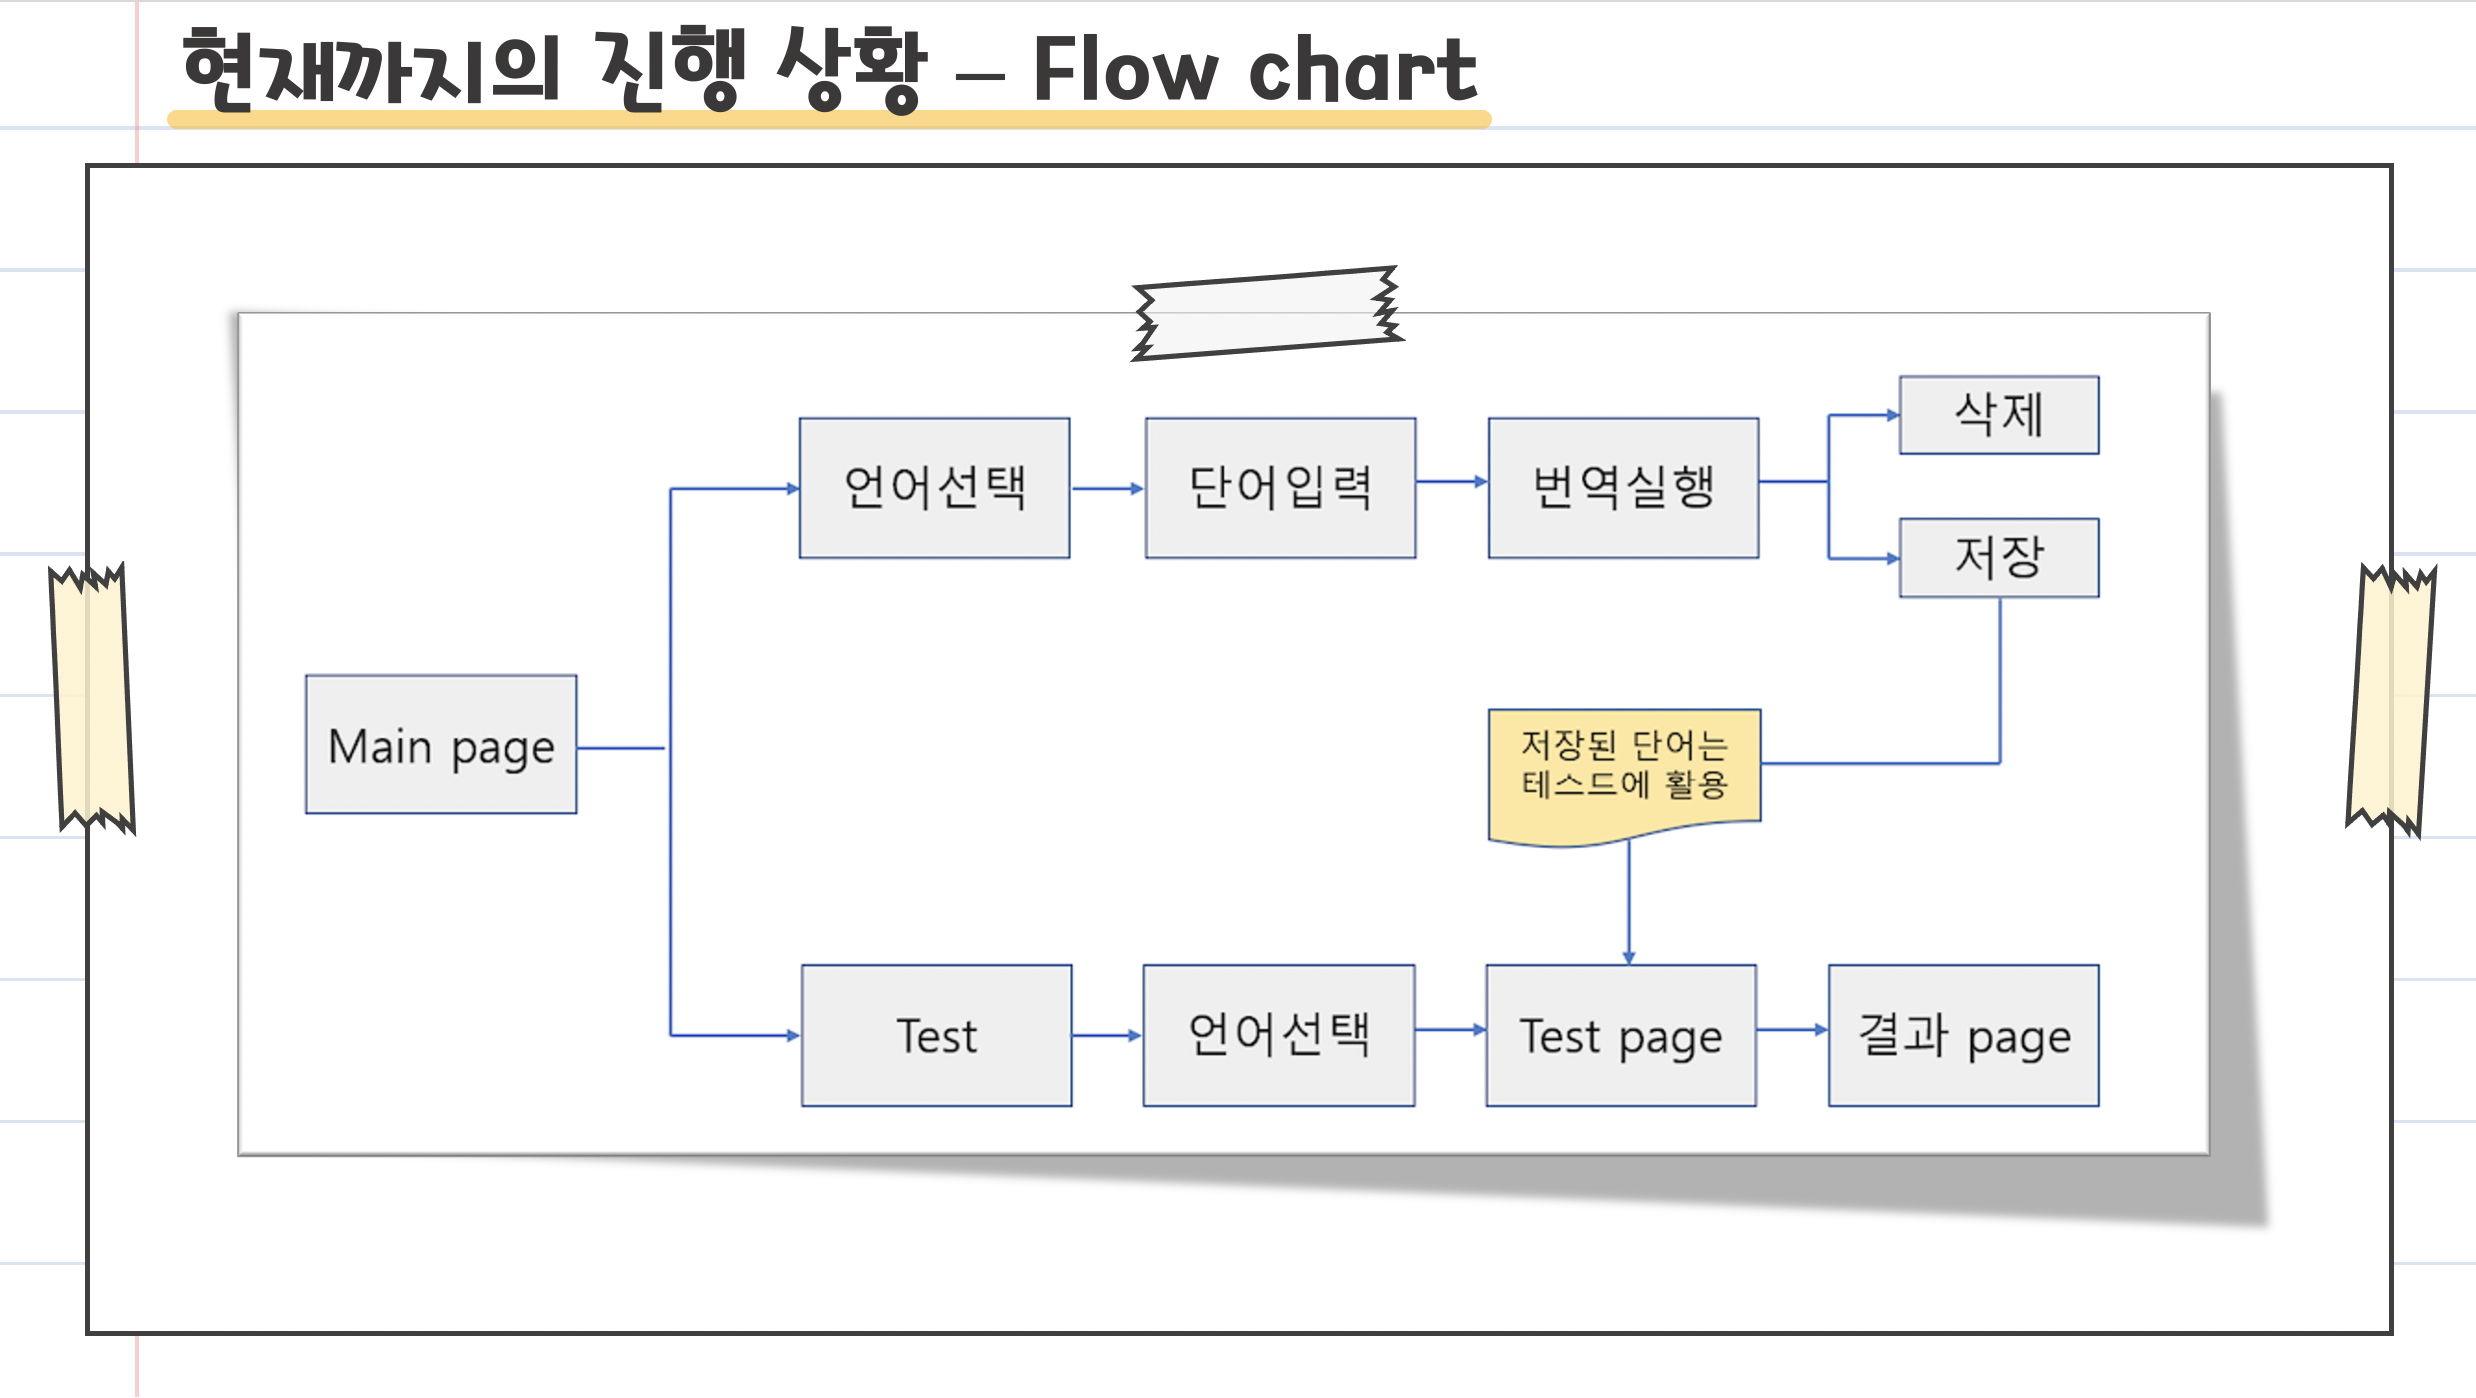 현재까지의 진행 상황 – Flow chart
언어선택
단어입력
번역실행
삭제
저장
Main page
저장된 단어는
테스드에 활용
Test
언어선택
Test page
결과 page